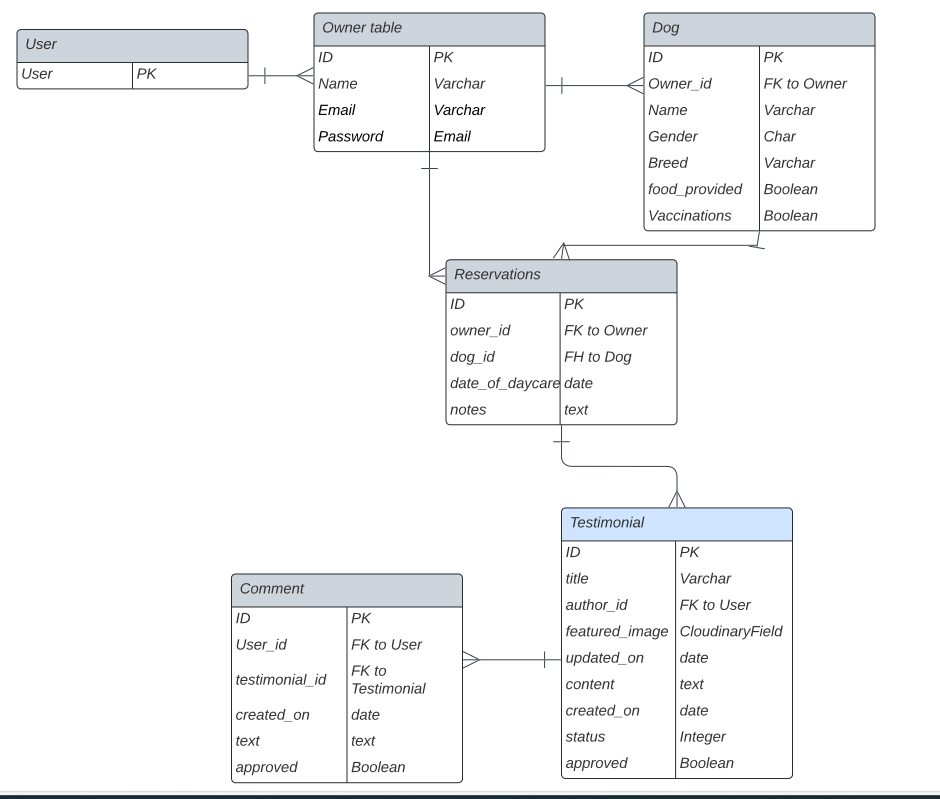 User
User PK
Owner table
ID PK
Name Varchar
Email Varchar
Password Email
Dog
ID PK
Owner_id FK to Owner
Name Varchar
Gender Char
Breed Varchar
food_provided Boolean
Vaccinations Boolean
Reservations
ID PK
owner_id FK to Owner
dog_id FH to Dog
date_of_daycare date
notes text
Testimonial
ID PK
title Varchar
author_id FK to User
featured_image CloudinaryField
updated_on date
content text
created_on date
status Integer
approved Boolean
Comment
ID PK
User_id FK to User
testimonial_id FK to
Testimonial
created_on date
text text
approved Boolean